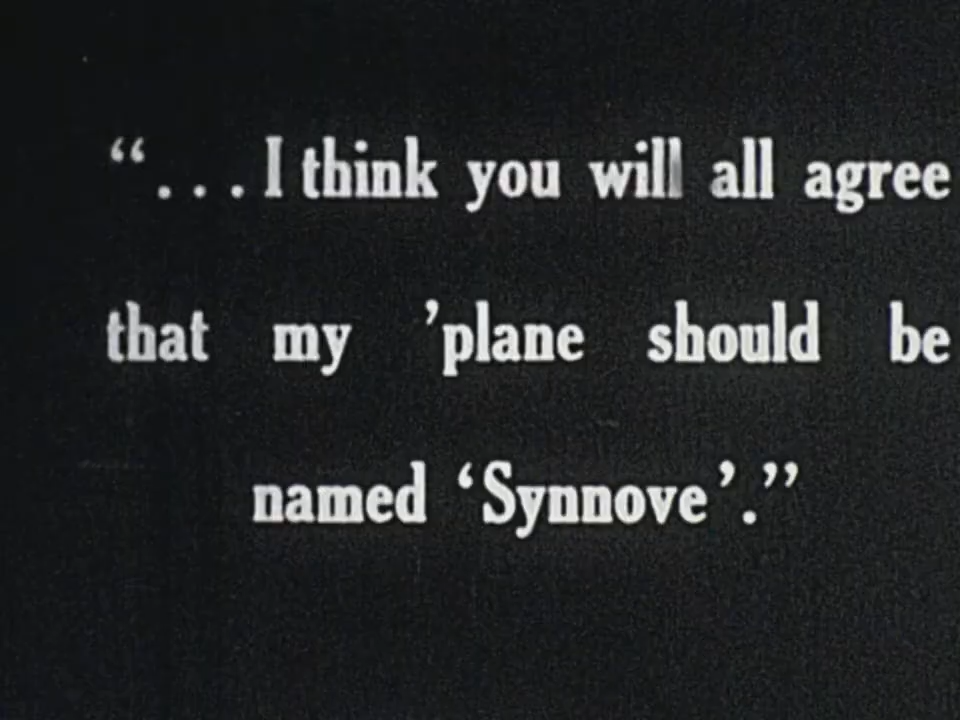 “. . . I think you will all agree
that my ’plane should be
named ‘Synnove’.”